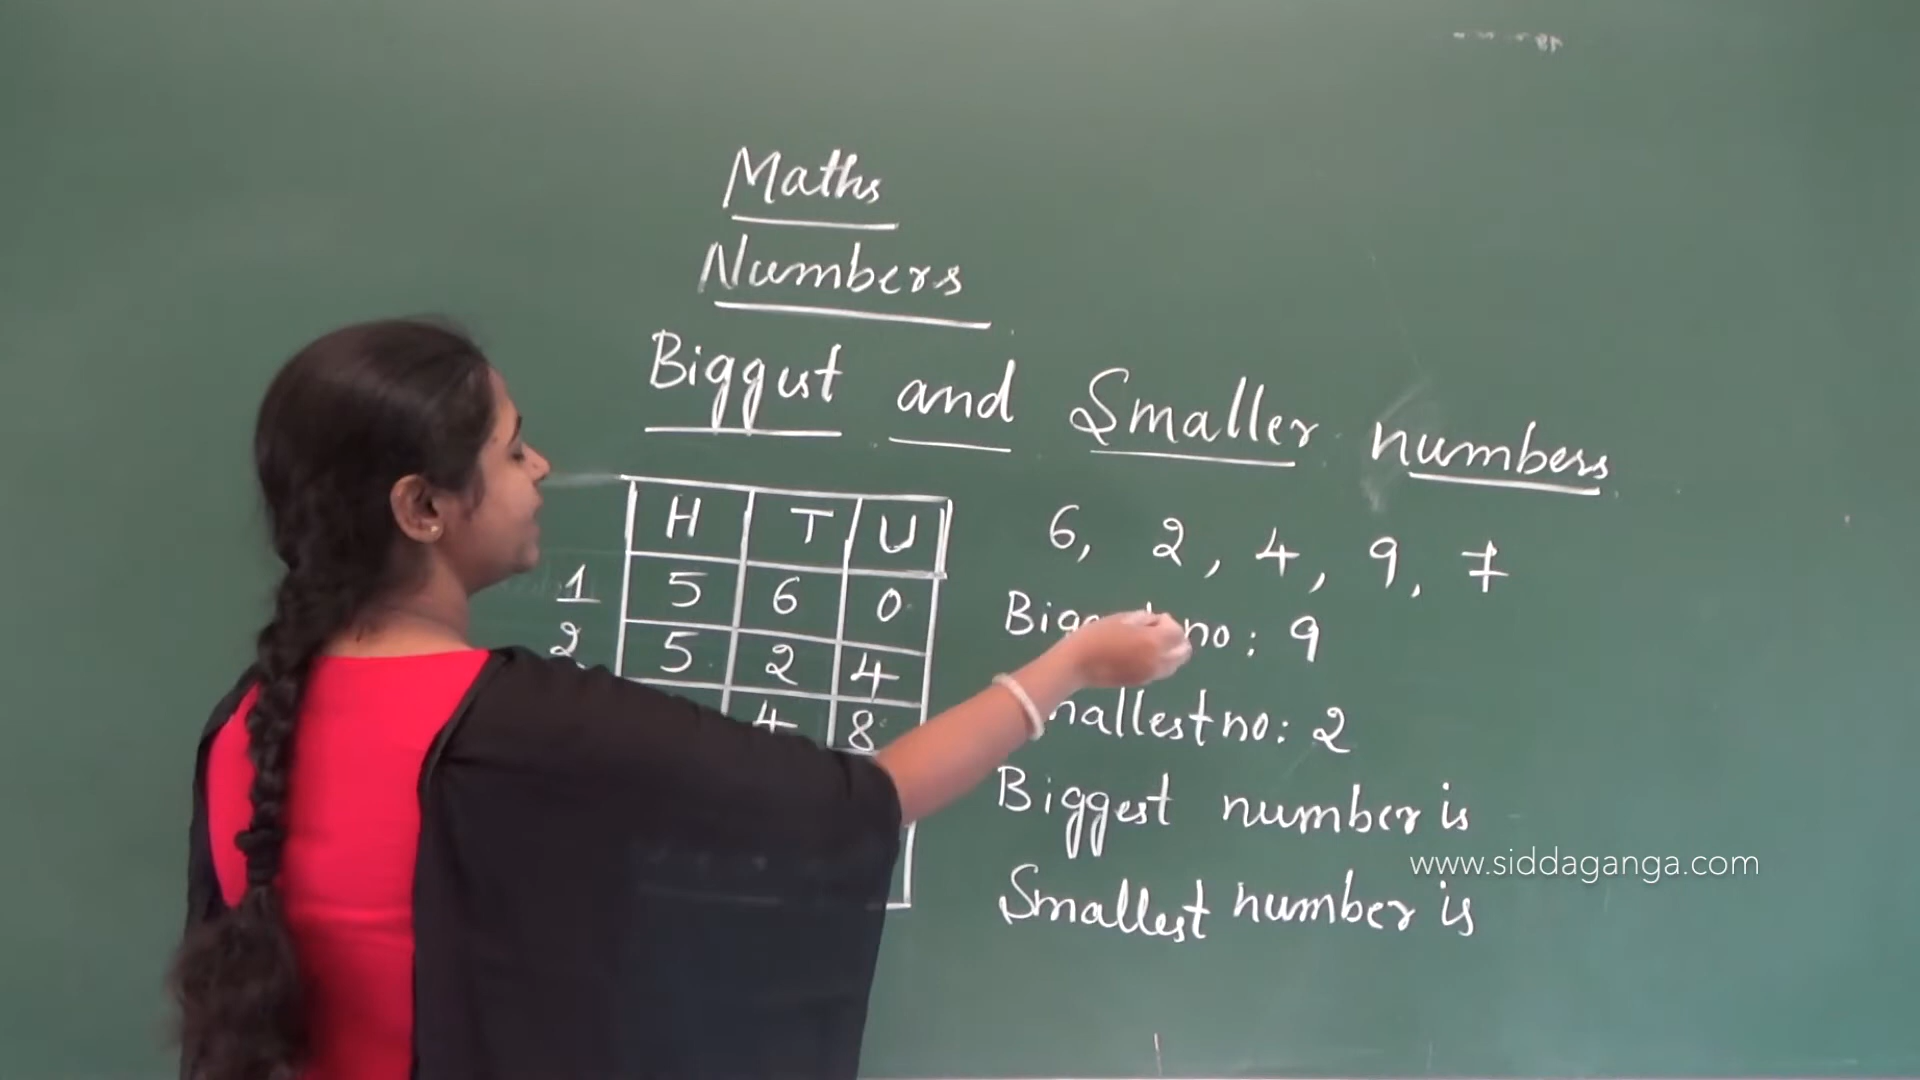 Maths
Numbers
Biggest and Smaller numbers
H T U
1 5 6 0
2 5 2 4
4 8
6, 2, 4, 9, 7
no: 9
no: 2
Biggest number is
www.siddaganga.com
Smallest number is